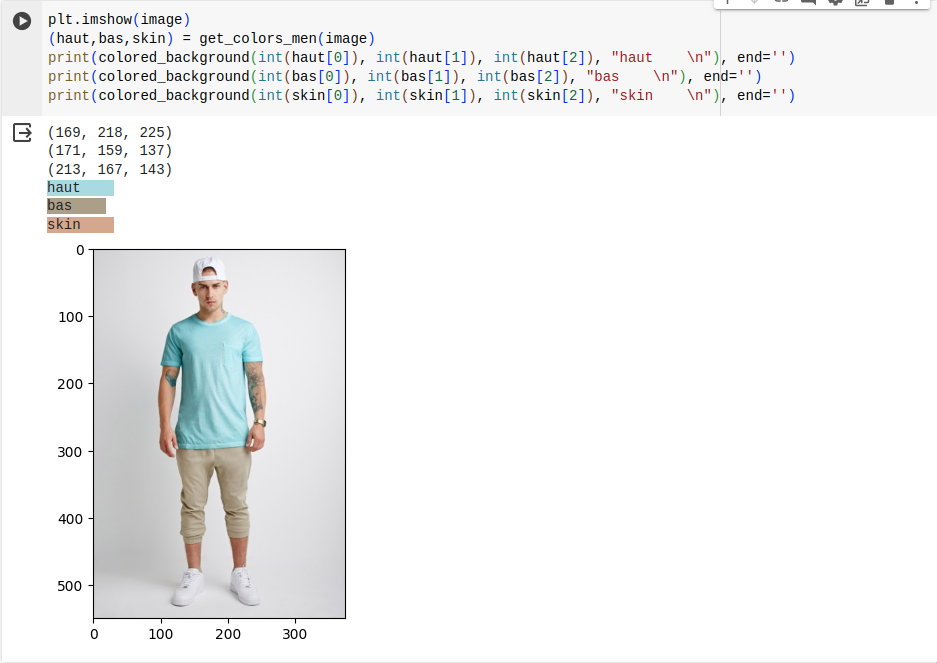 plt.imshow(image)
(haut,bas,skin) = get_colors_men(image)
print(colored_background(int(haut[0]), int(haut[1]), int(haut[2]), "haut    \n"), end='')
print(colored_background(int(bas[0]), int(bas[1]), int(bas[2]), "bas    \n"), end='')
print(colored_background(int(skin[0]), int(skin[1]), int(skin[2]), "skin    \n"), end='')
(169, 218, 225)
(171, 159, 137)
(213, 167, 143)
haut
bas
skin
0
100
200
300
400
500
0 100 200 300